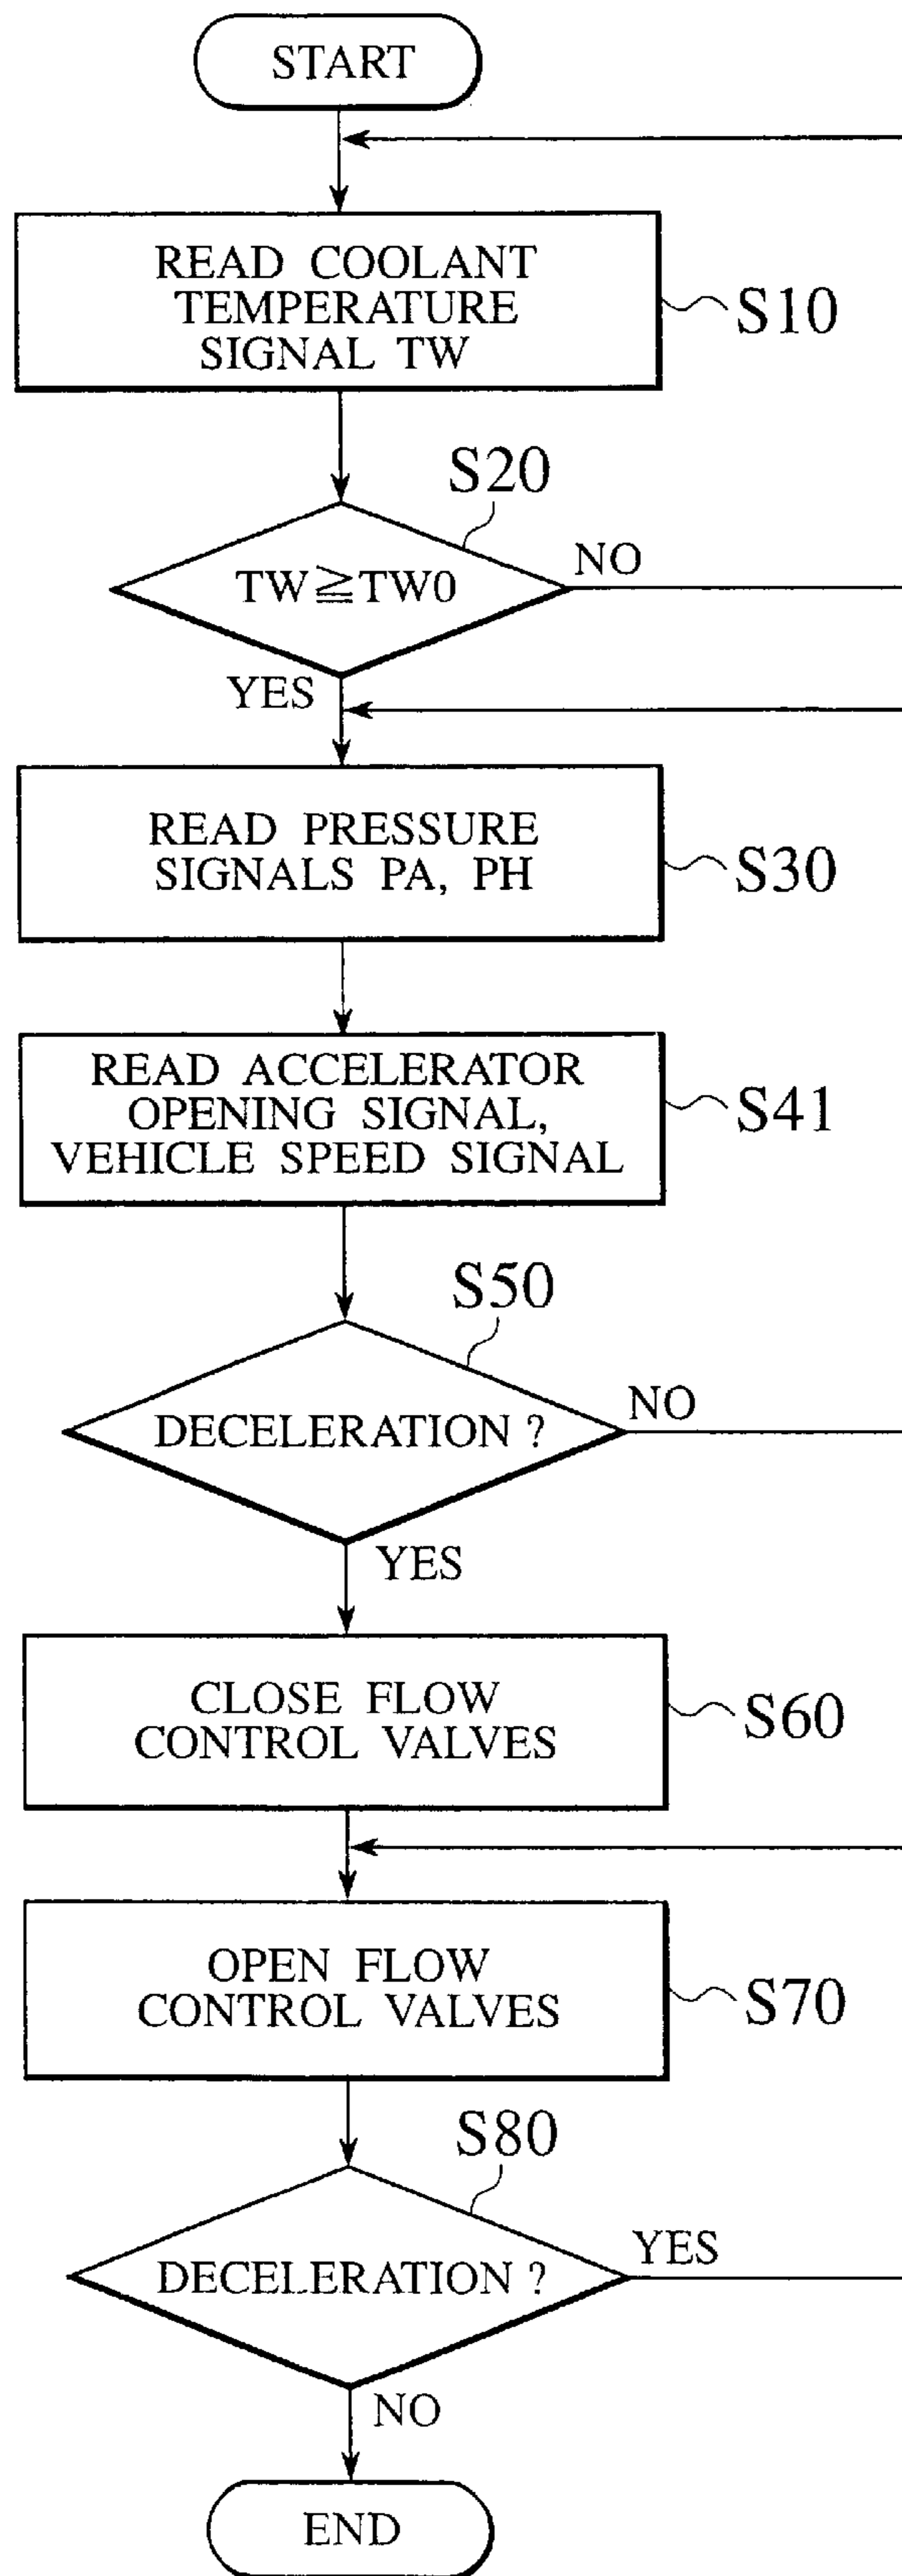 START
READ COOLANT
TEMPERATURE
SIGNAL TW
S10
S20
TW≧TW0
NO
YES
READ PRESSURE
SIGNALS PA, PH
S30
READ ACCELERATOR
OPENING SIGNAL,
VEHICLE SPEED SIGNAL
S41
S50
DECELERATION ?
NO
YES
CLOSE FLOW
CONTROL VALVES
S60
OPEN FLOW
CONTROL VALVES
S70
S80
DECELERATION ?
YES
NO
END